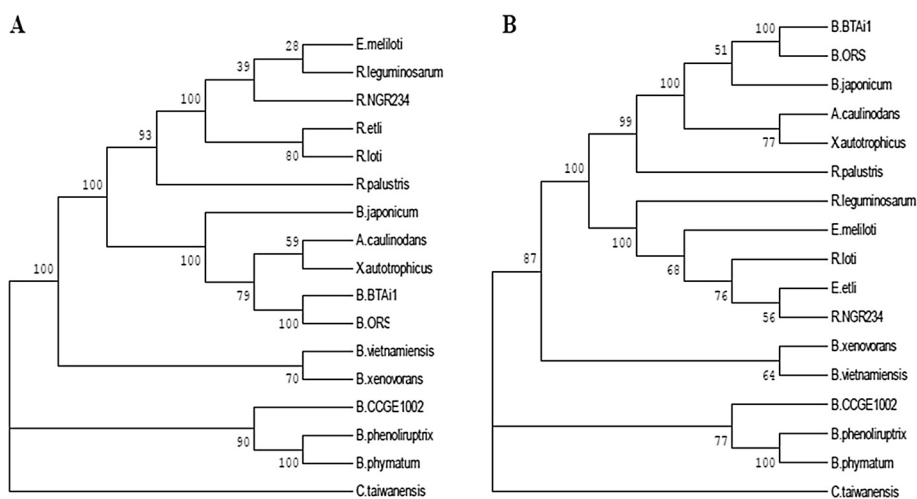 A
28
E.meliloti
39
R.leguminosarum
100
R.NGR234
93
R.etli
80
R.loti
100
R.palustris
B.japonicum
100
59
A.caulinodans
100
X.autotrophicus
79
B.BTAi1
100
B.ORS
B.vietnamiensis
70
B.xenovorans
B.CCGE1002
90
B.phenoliruptrix
100
B.phymatum
C.taiwanensis
B
100
B.BTAi1
51
B.ORS
100
B.japonicum
99
A.caulinodans
77
X.autotrophicus
100
R.palustris
R.leguminosarum
100
E.meliloti
87
68
R.loti
76
E.etli
56
R.NGR234
B.xenovorans
64
B.vietnamiensis
B.CCGE1002
77
B.phenoliruptrix
100
B.phymatum
C.taiwanensis